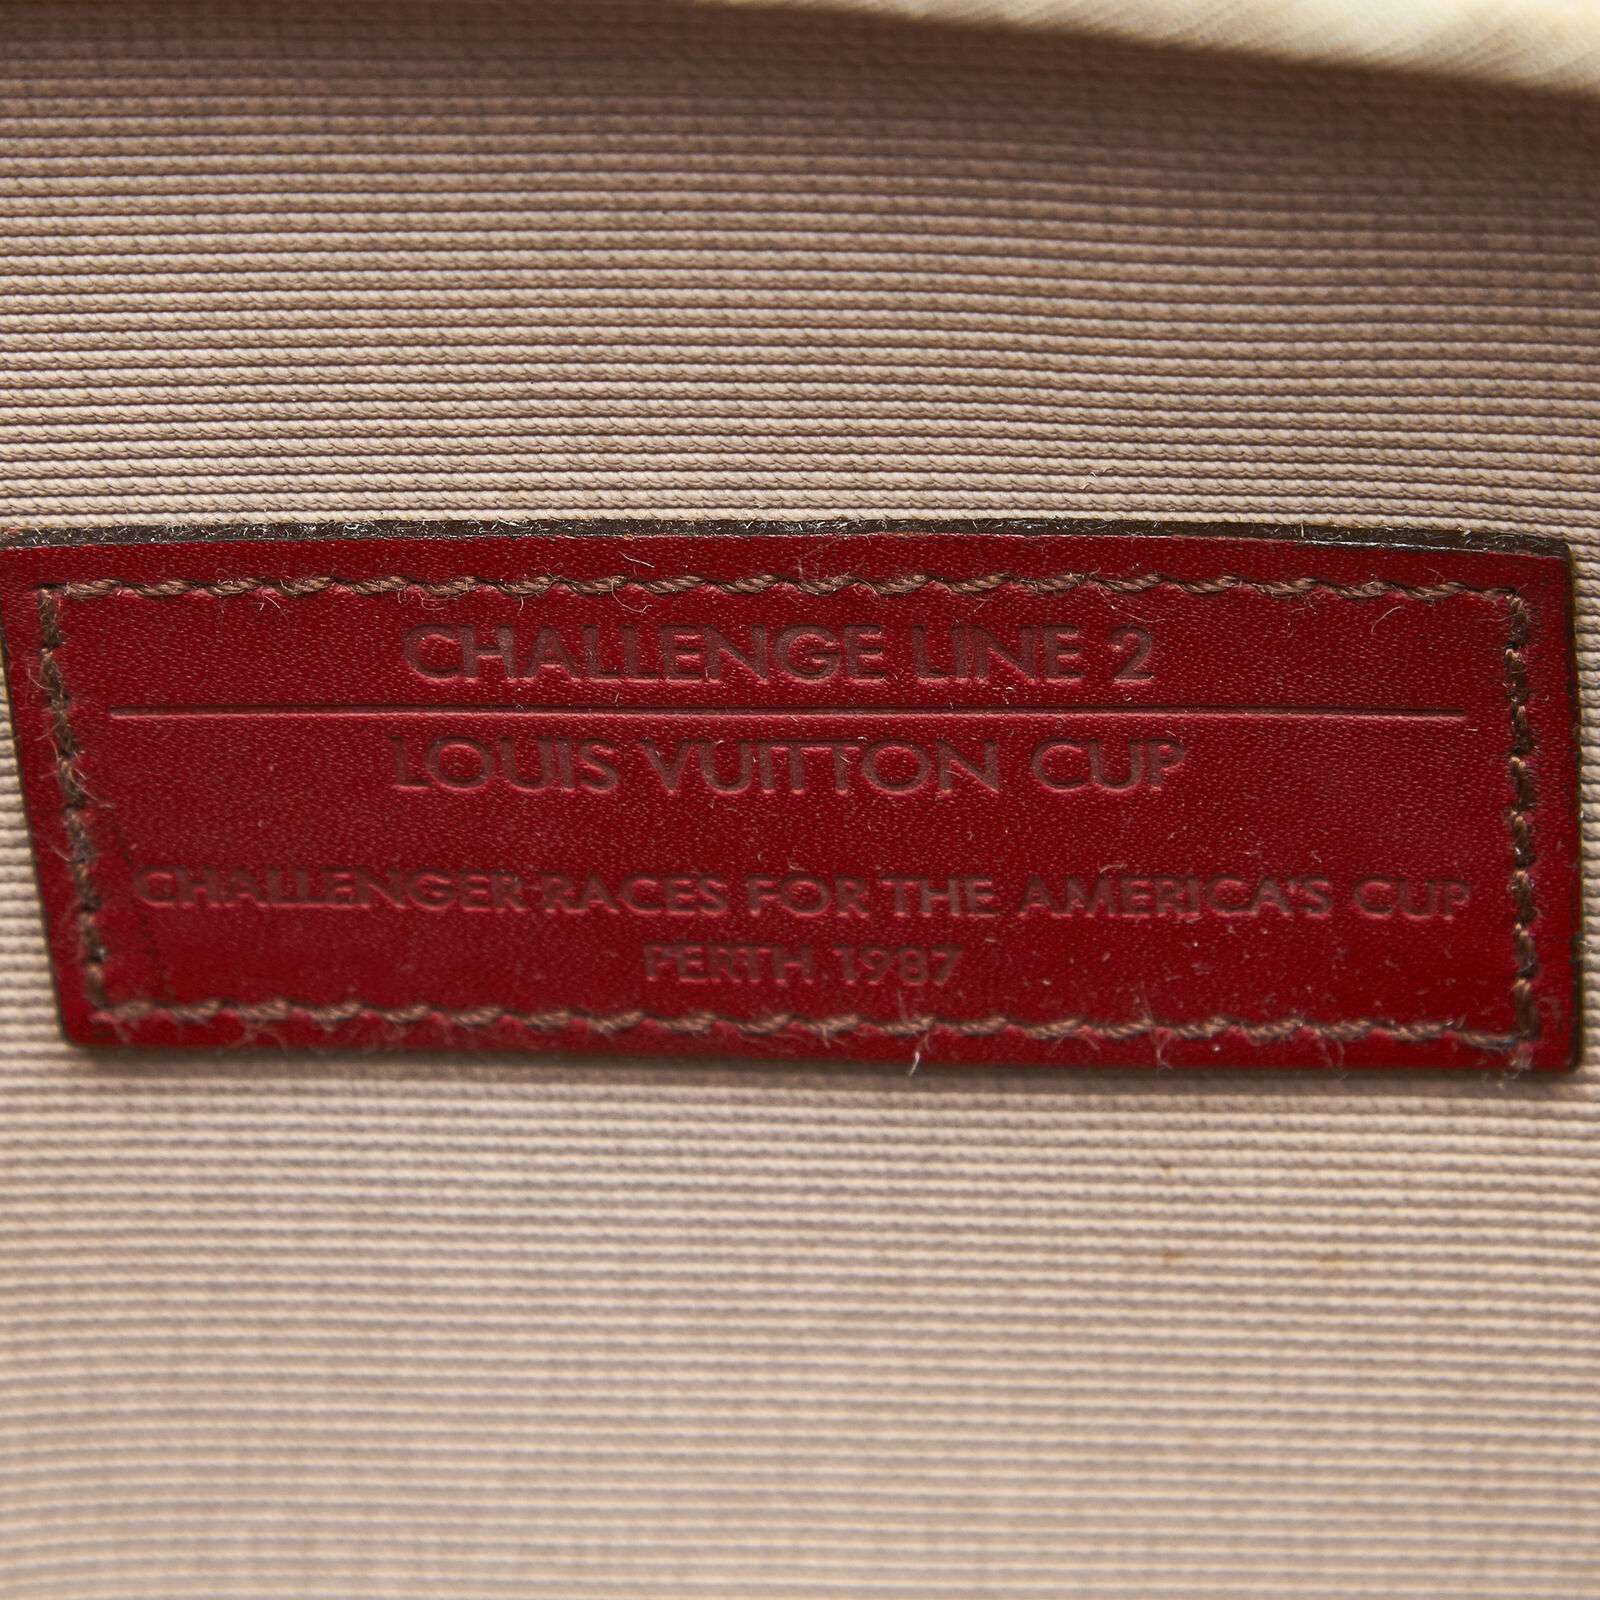 CHALLENGE LINE 2
LOUIS VUITTON CUP
CHALLENGER RACES FOR THE AMERICA'S CUP
PERTH 1987